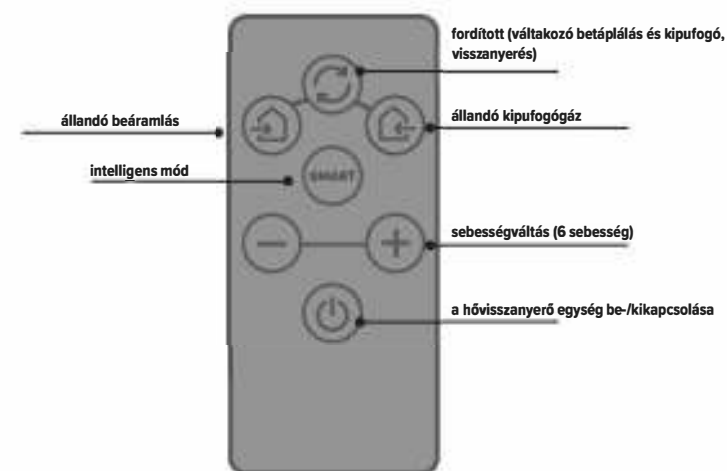 fordított (váltakozó betáplálás és kipufogó,
visszanyerés)
állandó beáramlás
állandó kipufogógáz
intelligens mód
SMART
sebességváltás (6 sebesség)
a hővisszanyerő egység be-/kikapcsolása